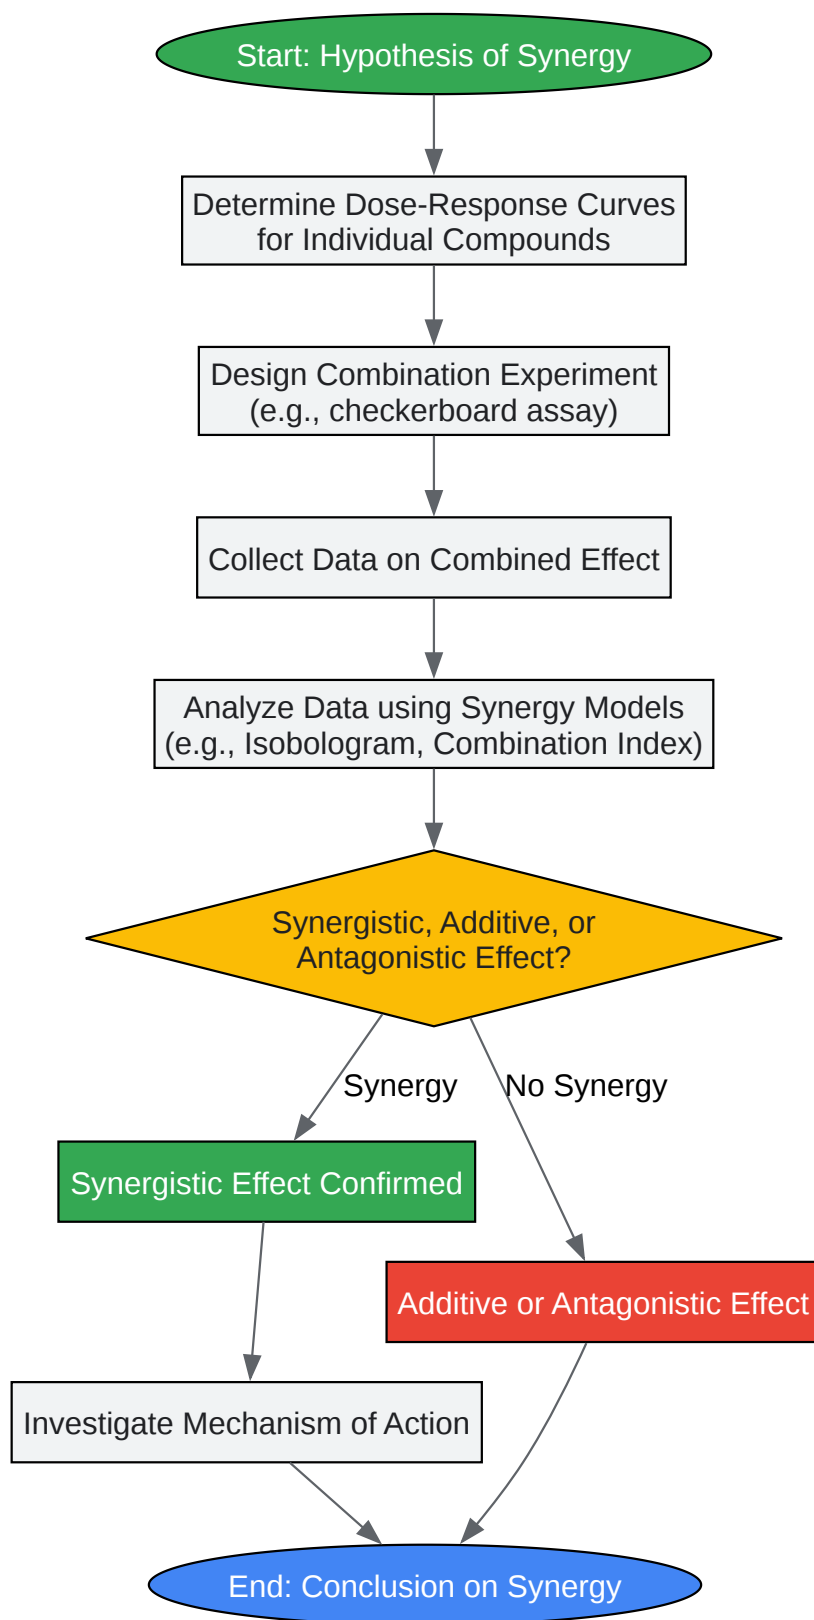 Start: Hypothesis of Synergy
Determine Dose-Response Curves
for Individual Compounds
Design Combination Experiment
(e.g., checkerboard assay)
Collect Data on Combined Effect
Analyze Data using Synergy Models
(e.g., Isobologram, Combination Index)
Synergistic, Additive, or
Antagonistic Effect?
Synergy
No Synergy
Synergistic Effect Confirmed
Additive or Antagonistic Effect
Investigate Mechanism of Action
End: Conclusion on Synergy